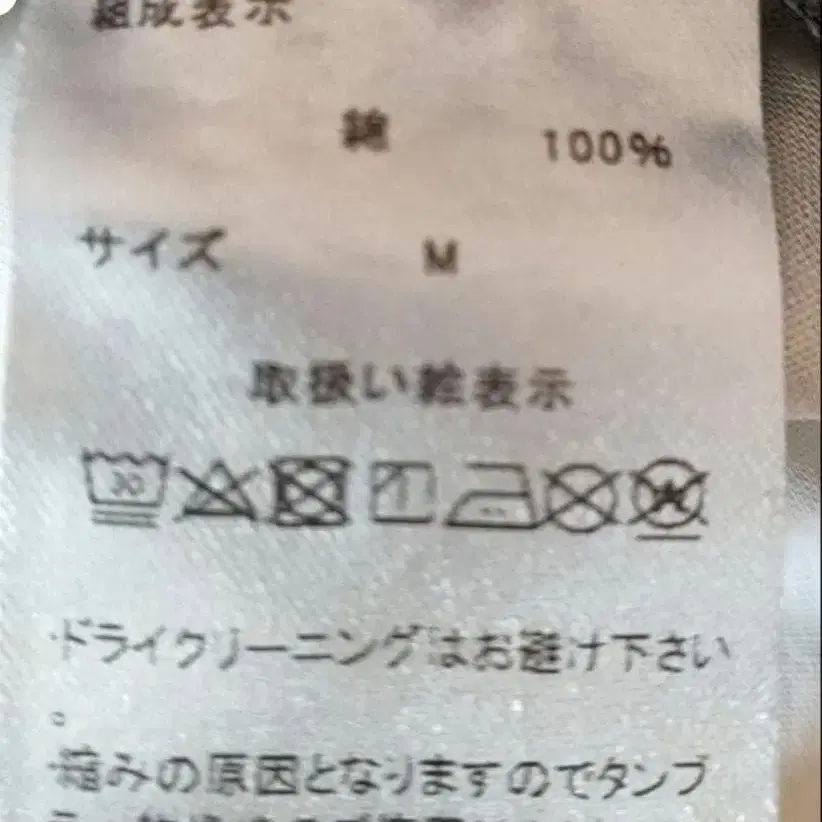 組成表示
綿 100%
サイズ M
取扱い絵表示
30
ドライクリーニングはお避け下さい
。
縮みの原因となりますのでタンブ